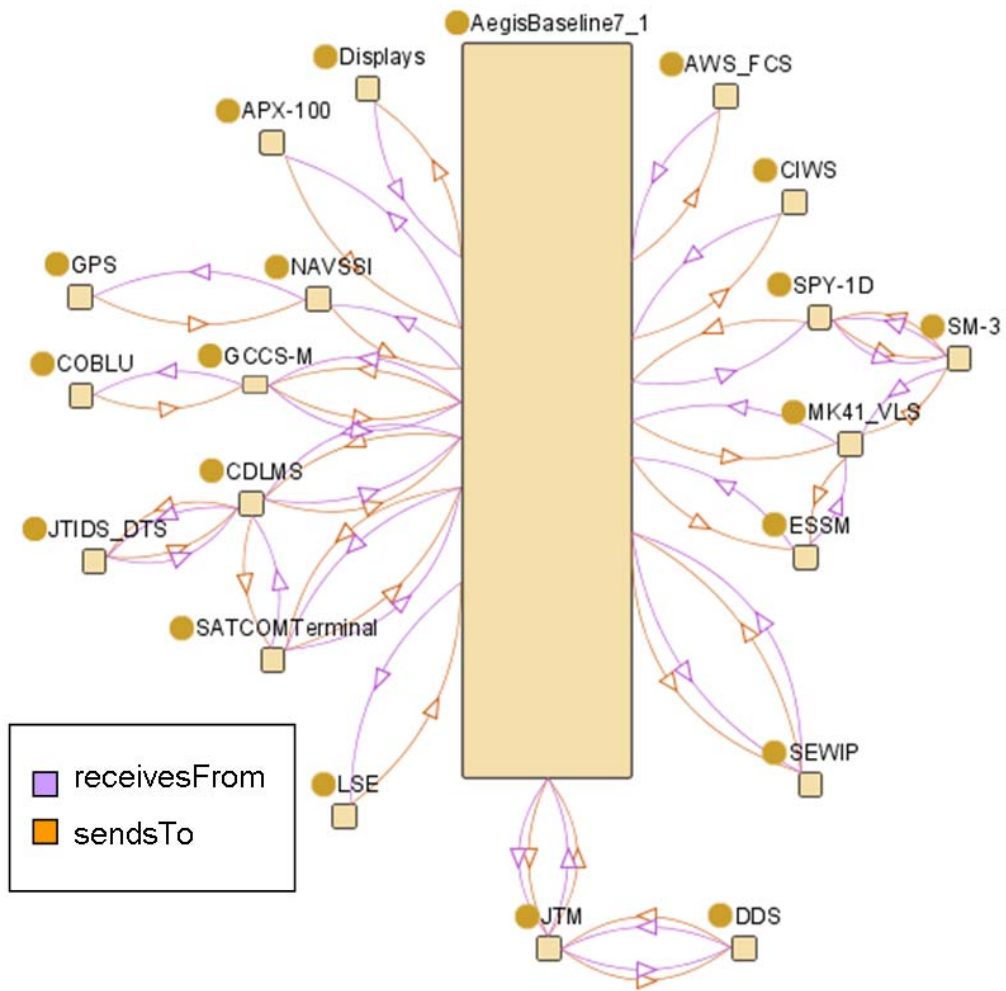 AegisBaseline7_1
Displays
AWS_FCS
APX-100
CIWS
GPS
NAVSSI
SPY-1D
SM-3
COBLU
GCCS-M
MK41_VLS
CDLMS
JTIDS_DTS
ESSM
SATCOMTerminal
SEWIP
LSE
receivesFrom
sendsTo
JTM
DDS